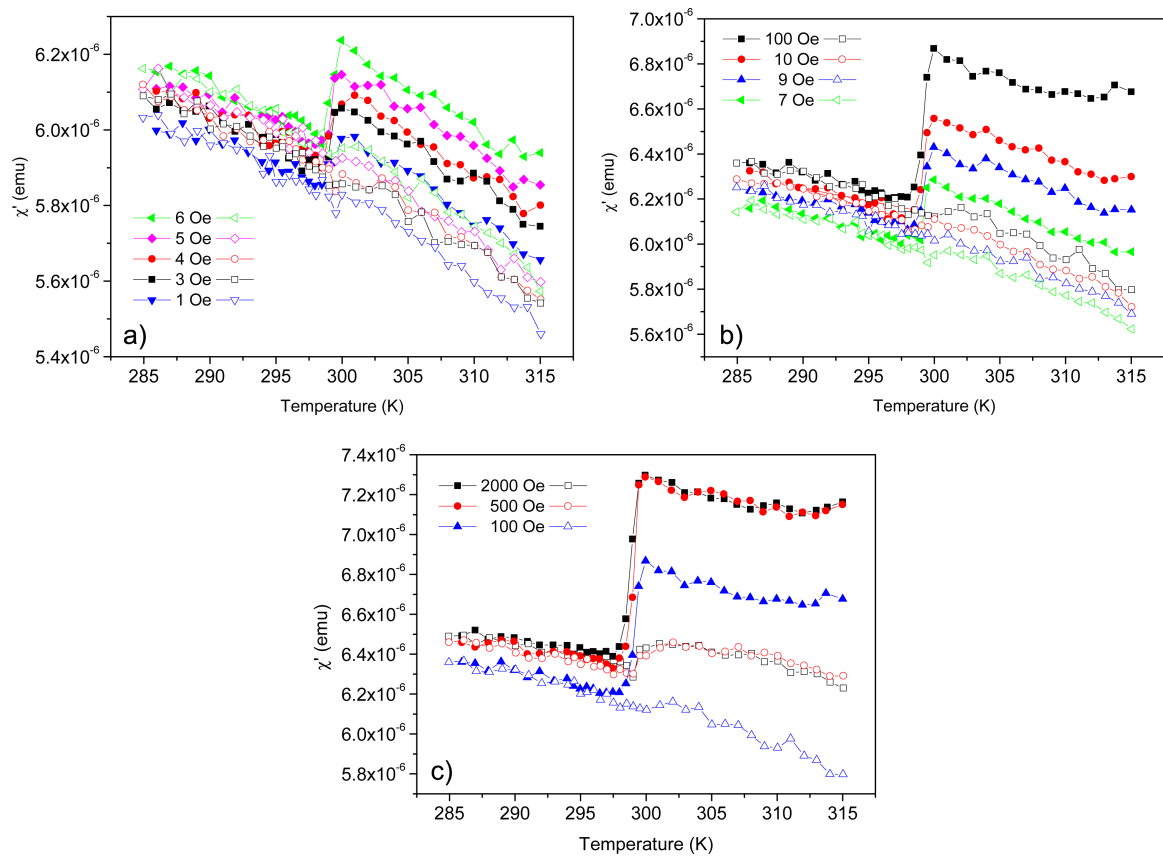 6.2x10⁻⁶
6.0x10⁻⁶
5.8x10⁻⁶
5.6x10⁻⁶
5.4x10⁻⁶
χ' (emu)
6 Oe
5 Oe
4 Oe
3 Oe
1 Oe
a)
285 290 295 300 305 310 315
Temperature (K)
7.0x10⁻⁶
6.8x10⁻⁶
6.6x10⁻⁶
6.4x10⁻⁶
6.2x10⁻⁶
6.0x10⁻⁶
5.8x10⁻⁶
5.6x10⁻⁶
χ' (emu)
100 Oe
10 Oe
9 Oe
7 Oe
b)
285 290 295 300 305 310 315
Temperature (K)
7.4x10⁻⁶
7.2x10⁻⁶
7.0x10⁻⁶
6.8x10⁻⁶
6.6x10⁻⁶
6.4x10⁻⁶
6.2x10⁻⁶
6.0x10⁻⁶
5.8x10⁻⁶
χ' (emu)
2000 Oe
500 Oe
100 Oe
c)
285 290 295 300 305 310 315
Temperature (K)